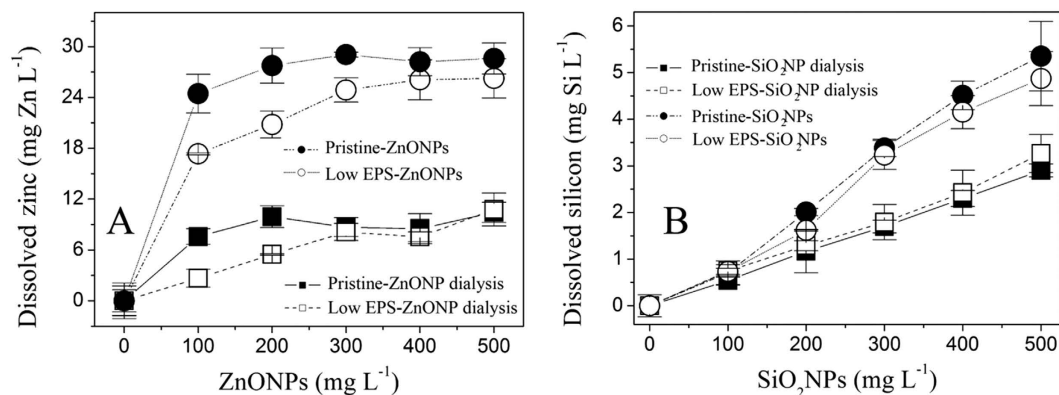 Dissolved zinc (mg Zn L⁻¹)
30
24
18
12
6
0
A
Pristine-ZnONPs
Low EPS-ZnONPs
Pristine-ZnONP dialysis
Low EPS-ZnONP dialysis
0 100 200 300 400 500
ZnONPs (mg L⁻¹)
Dissolved silicon (mg Si L⁻¹)
6
5
4
3
2
1
0
Pristine-SiO₂NP dialysis
Low EPS-SiO₂NP dialysis
Pristine-SiO₂NPs
Low EPS-SiO₂NPs
B
0 100 200 300 400 500
SiO₂NPs (mg L⁻¹)